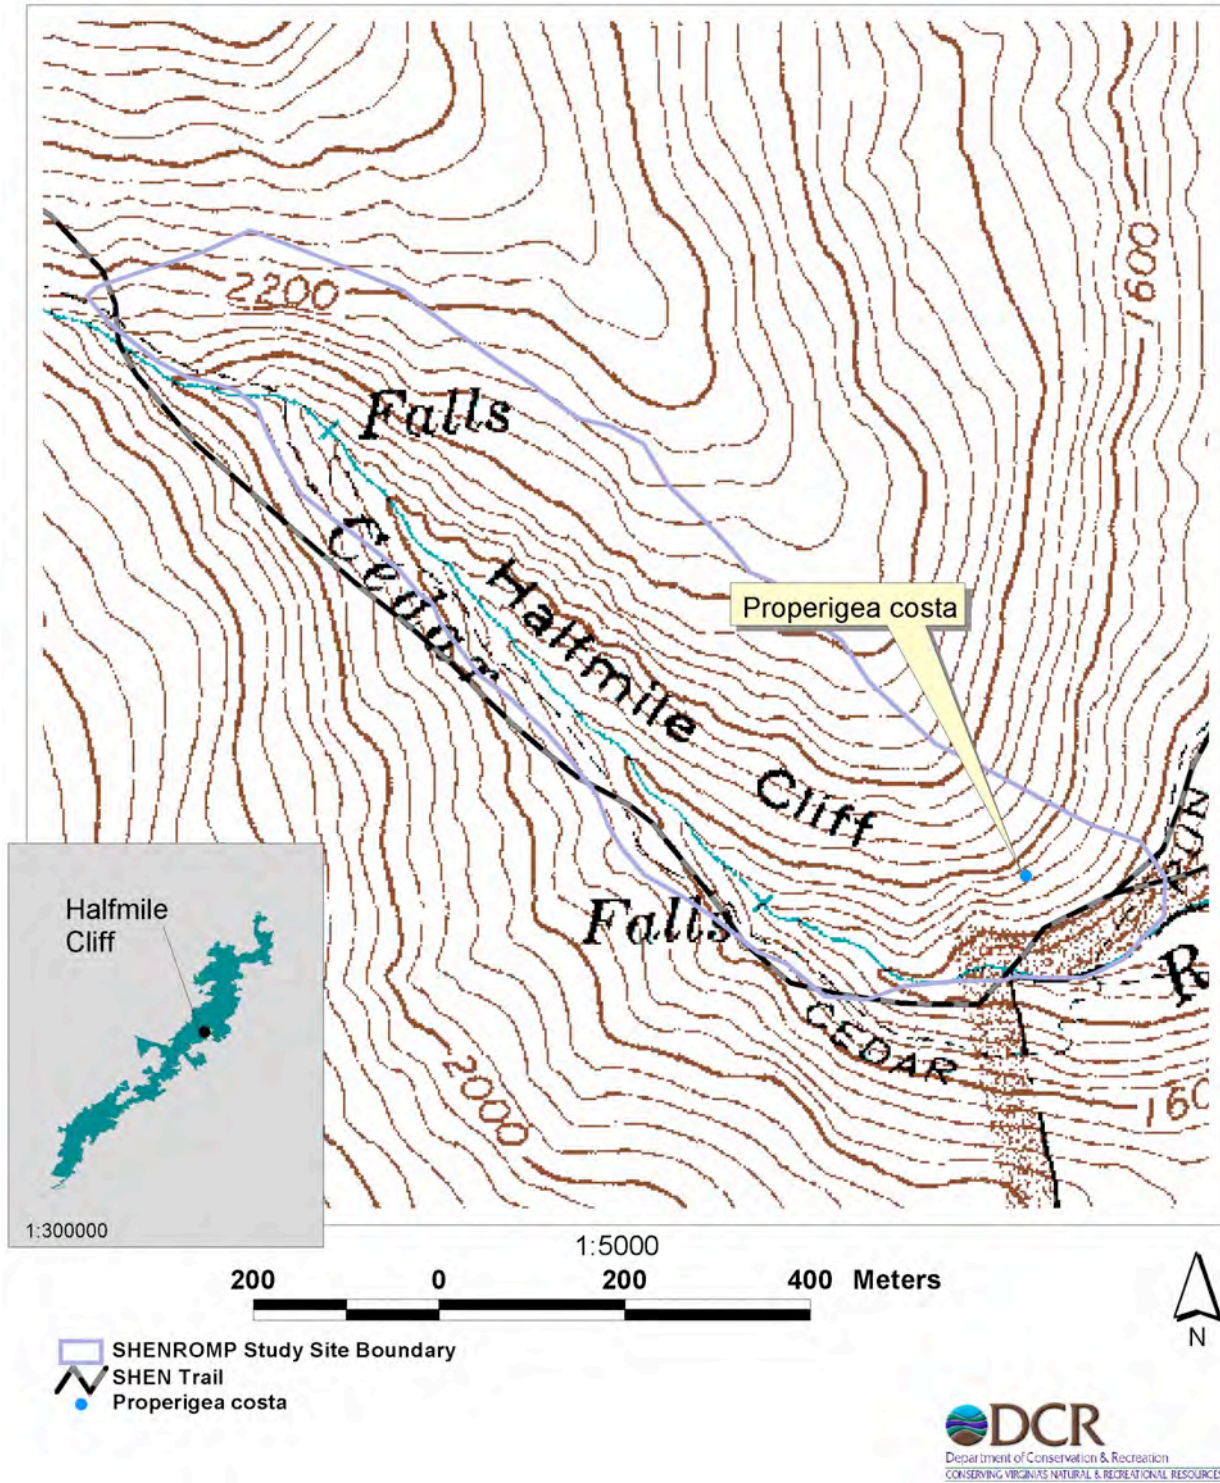 2200
1600
Falls
Cedar
Halfmile
Cliff
Properigea costa
Falls
R
CEDAR
2000
160
Halfmile
Cliff
1:300000
1:5000
200 0 200 400 Meters
SHENROMP Study Site Boundary
SHEN Trail
Properigea costa
N
DCR
Department of Conservation & Recreation
CONSERVING VIRGINIA'S NATURAL & RECREATIONAL RESOURCES